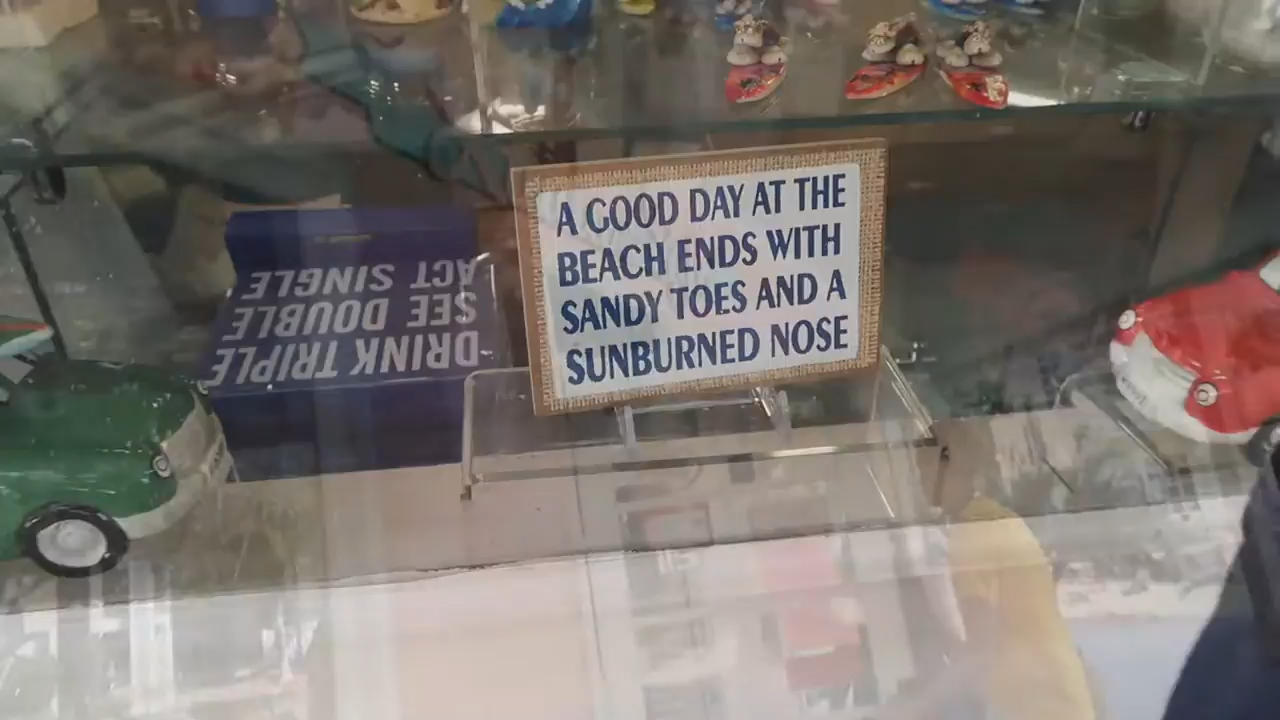 A GOOD DAY AT THE
BEACH ENDS WITH
SANDY TOES AND A
SUNBURNED NOSE
DRINK TRIPLE
SEE DOUBLE
ACT SINGLE